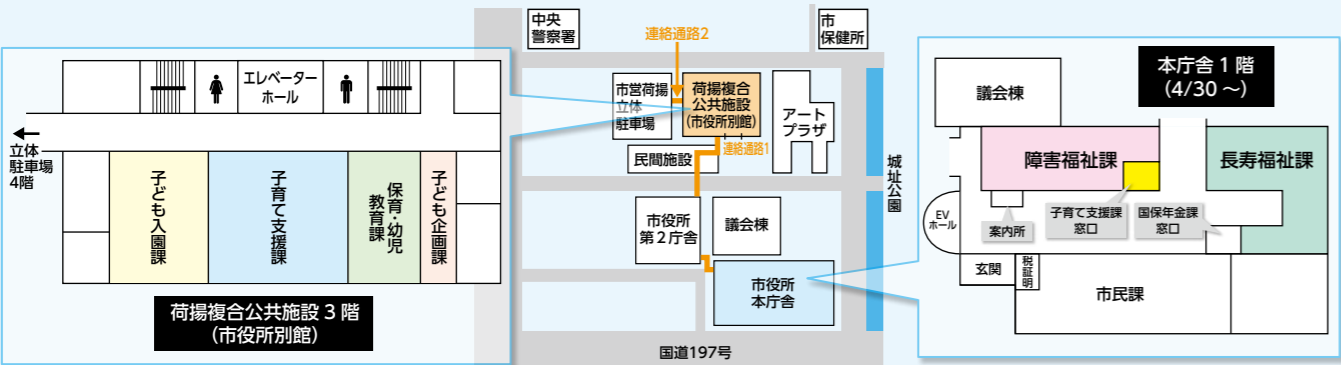 エレベーター
ホール
立体
駐車場
4階
子ども入園課
子育て支援課
保育・幼児
教育課
子ども企画課
荷揚複合公共施設3階
(市役所別館)
中央
警察署
連絡通路2
市
保健所
市営荷揚
立体
駐車場
荷揚複合
公共施設
(市役所別館)
アート
プラザ
連絡通路1
民間施設
城址公園
市役所
第2庁舎
議会棟
市役所
本庁舎
国道197号
本庁舎1階
(4/30～)
議会棟
障害福祉課
長寿福祉課
EV
ホール
案内所
子育て支援課
窓口
国保年金課
窓口
玄関
税証明
市民課